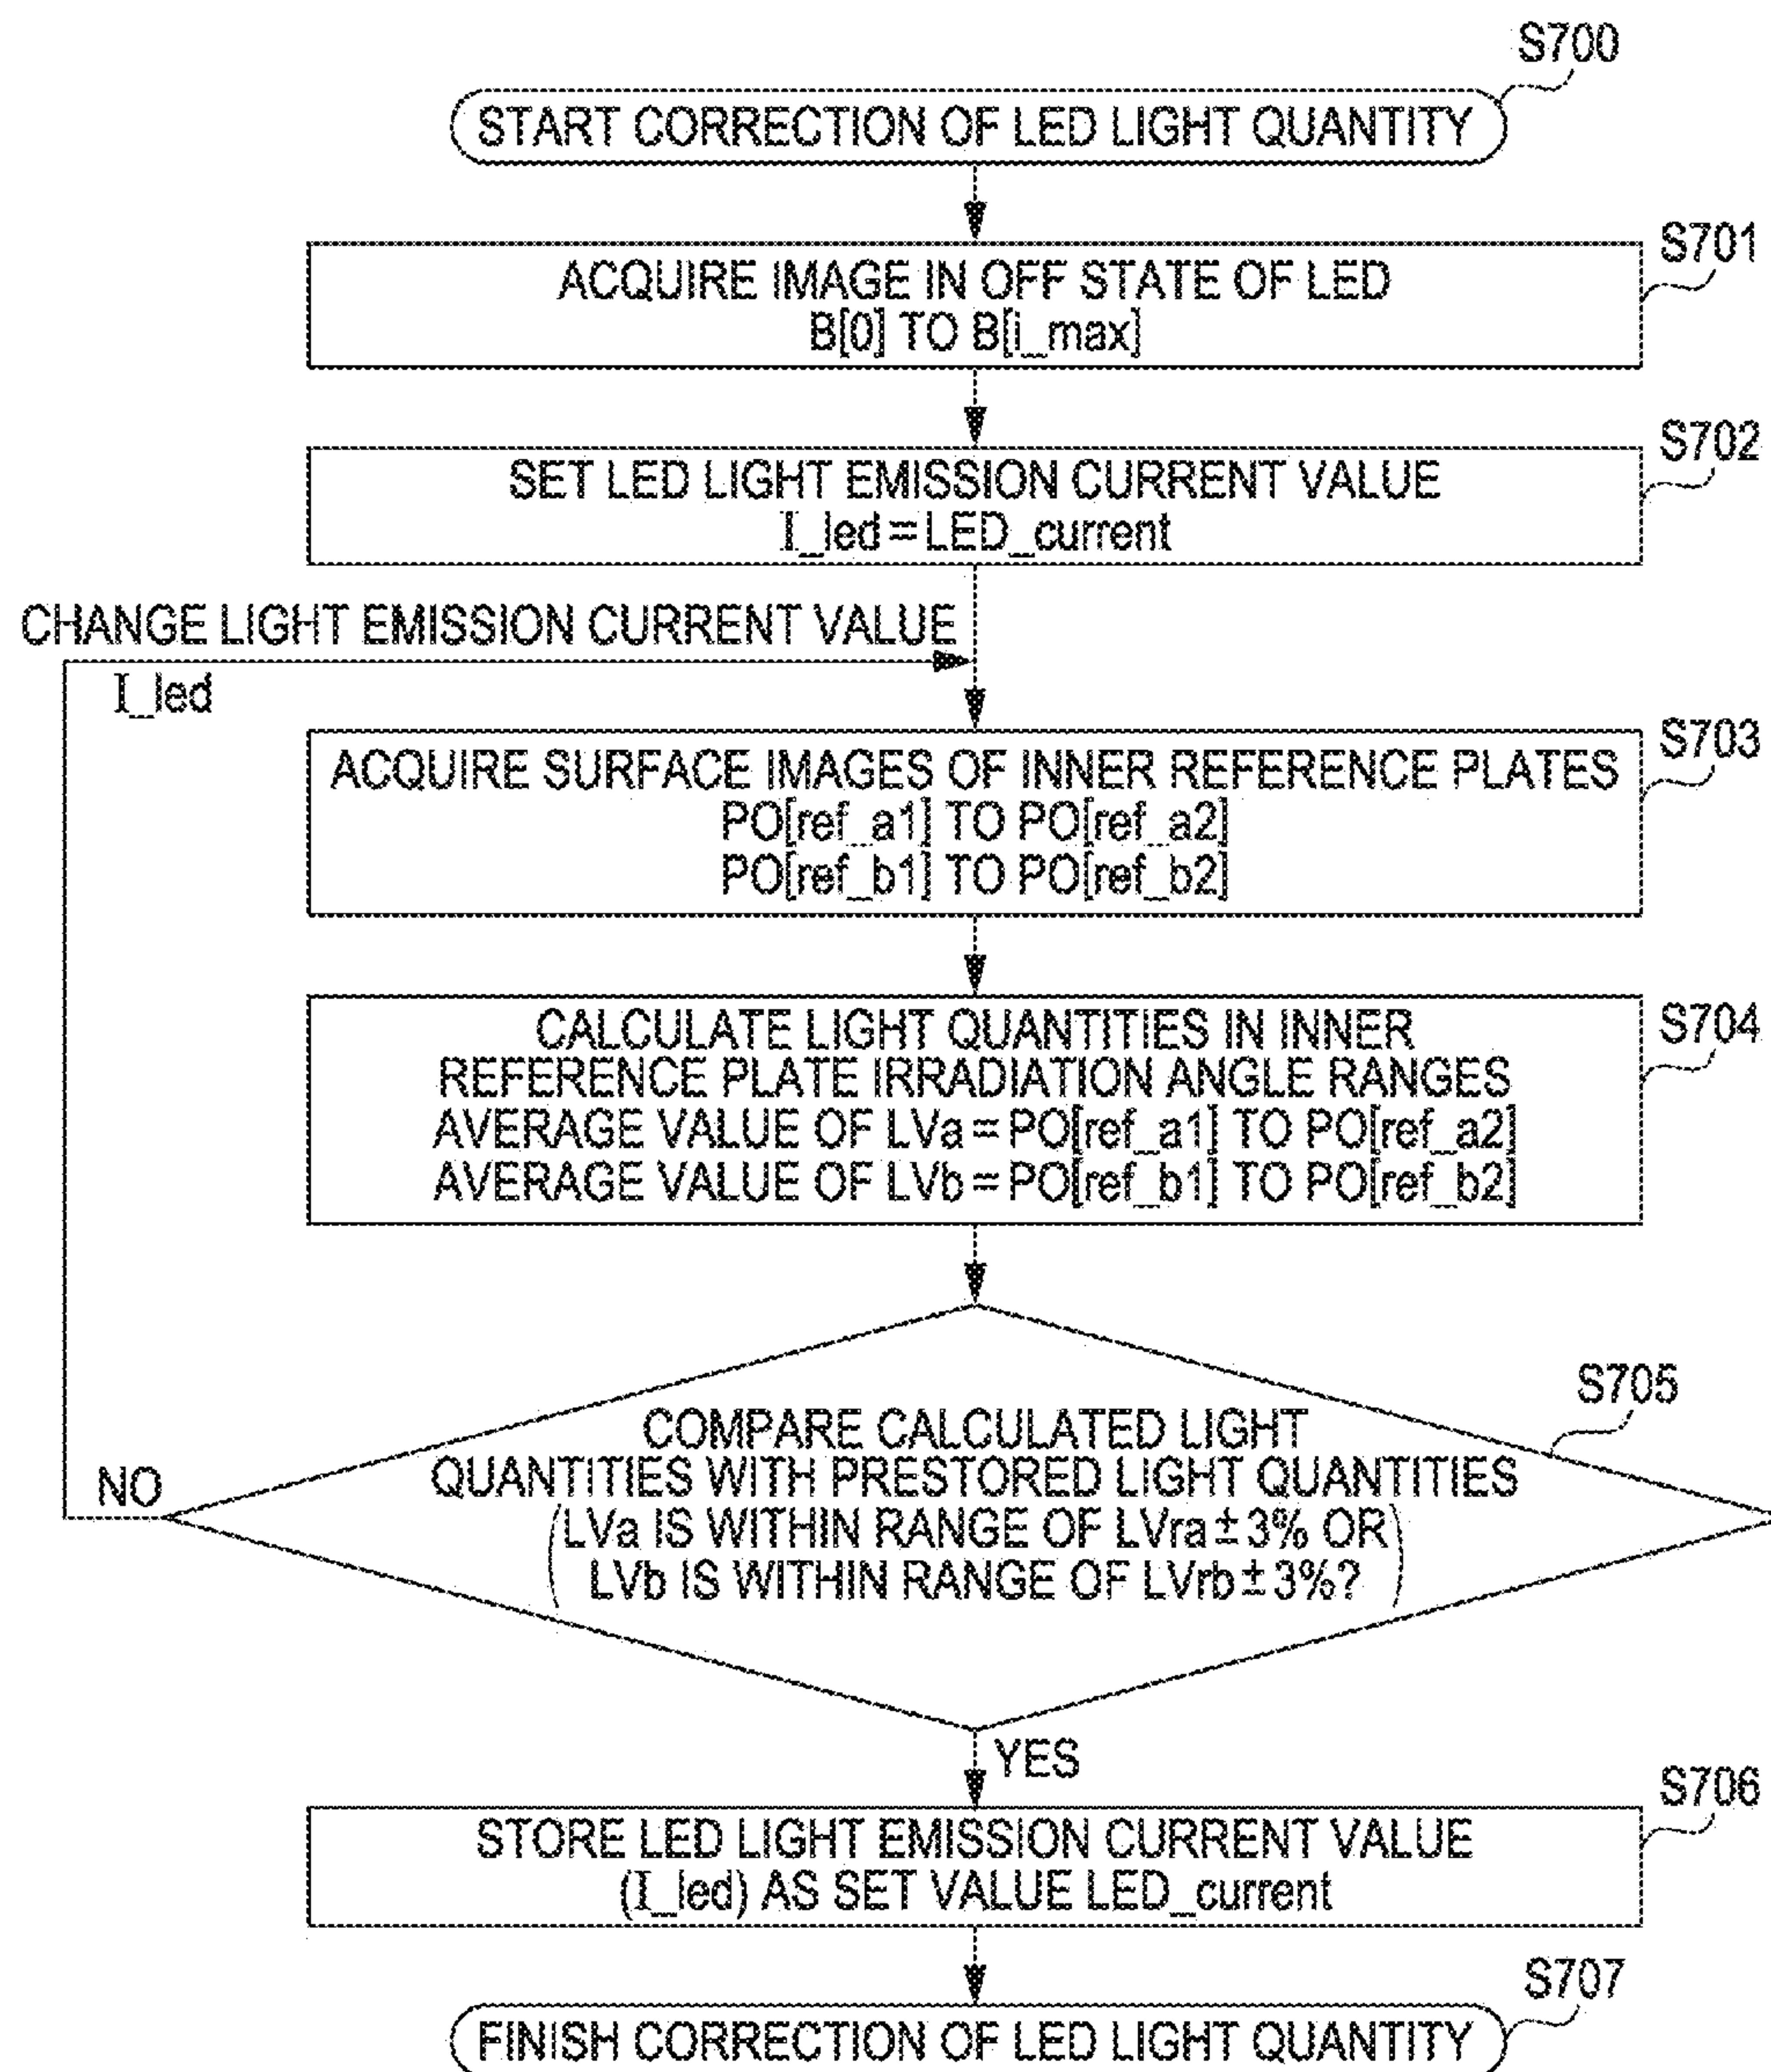 S700
START CORRECTION OF LED LIGHT QUANTITY
S701
ACQUIRE IMAGE IN OFF STATE OF LED
B[0] TO B[i_max]
S702
SET LED LIGHT EMISSION CURRENT VALUE
I_led=LED_current
CHANGE LIGHT EMISSION CURRENT VALUE
I_led
S703
ACQUIRE SURFACE IMAGES OF INNER REFERENCE PLATES
PO[ref_a1] TO PO[ref_a2]
PO[ref_b1] TO PO[ref_b2]
S704
CALCULATE LIGHT QUANTITIES IN INNER
REFERENCE PLATE IRRADIATION ANGLE RANGES
AVERAGE VALUE OF LVa=PO[ref_a1] TO PO[ref_a2]
AVERAGE VALUE OF LVb=PO[ref_b1] TO PO[ref_b2]
S705
COMPARE CALCULATED LIGHT
QUANTITIES WITH PRESTORED LIGHT QUANTITIES
(LVa IS WITHIN RANGE OF LVra±3% OR
LVb IS WITHIN RANGE OF LVrb±3%?)
NO
YES
S706
STORE LED LIGHT EMISSION CURRENT VALUE
(I_led) AS SET VALUE LED_current
S707
FINISH CORRECTION OF LED LIGHT QUANTITY